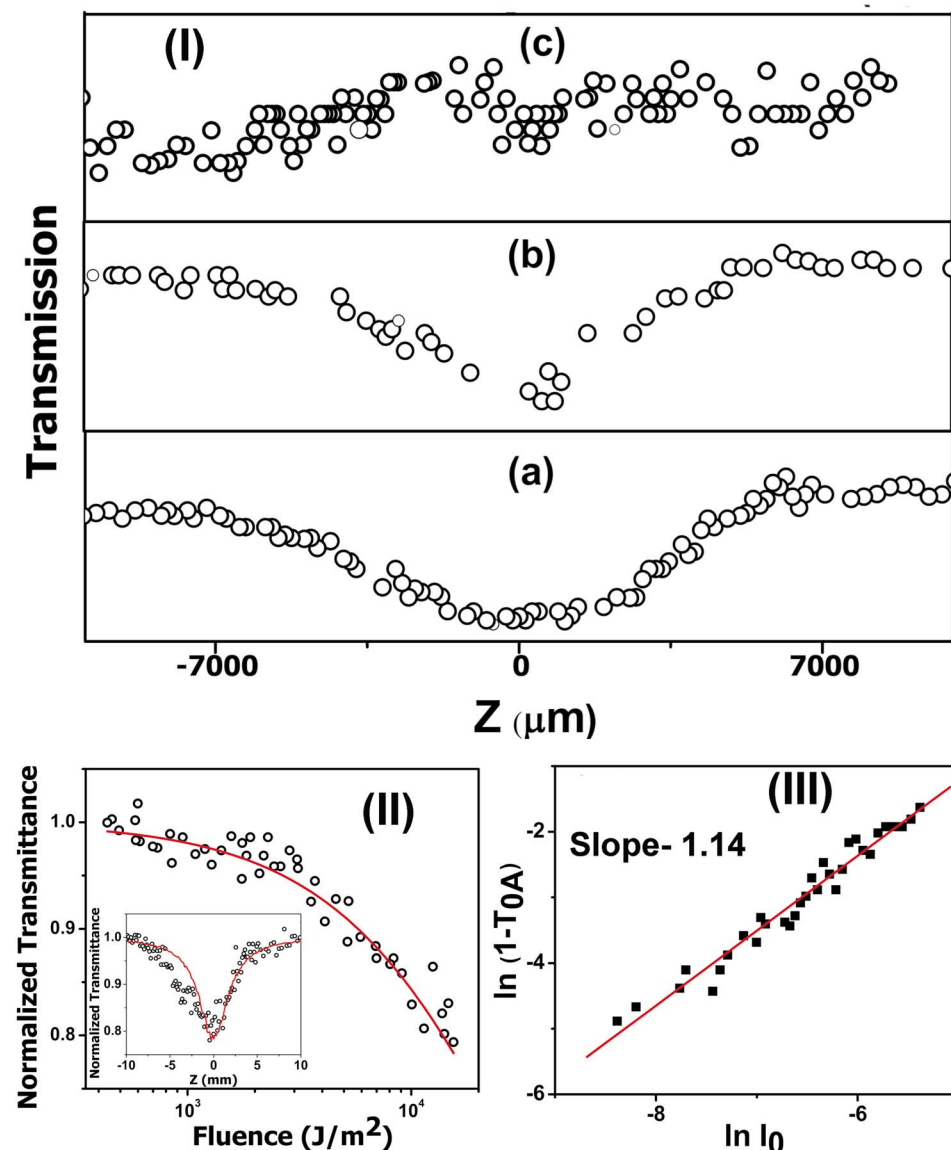 (I)
(c)
(b)
(a)
Transmission
-7000 0 7000
Z (μm)
(II)
Normalized Transmittance
1.0
0.9
0.8
10³ 10⁴
Fluence (J/m²)
Normalized Transmittance
1.0
0.9
0.8
-10 -5 0 5 10
Z (mm)
(III)
Slope- 1.14
ln (1-T₀A)
-2
-4
-6
-8 -6
ln I₀